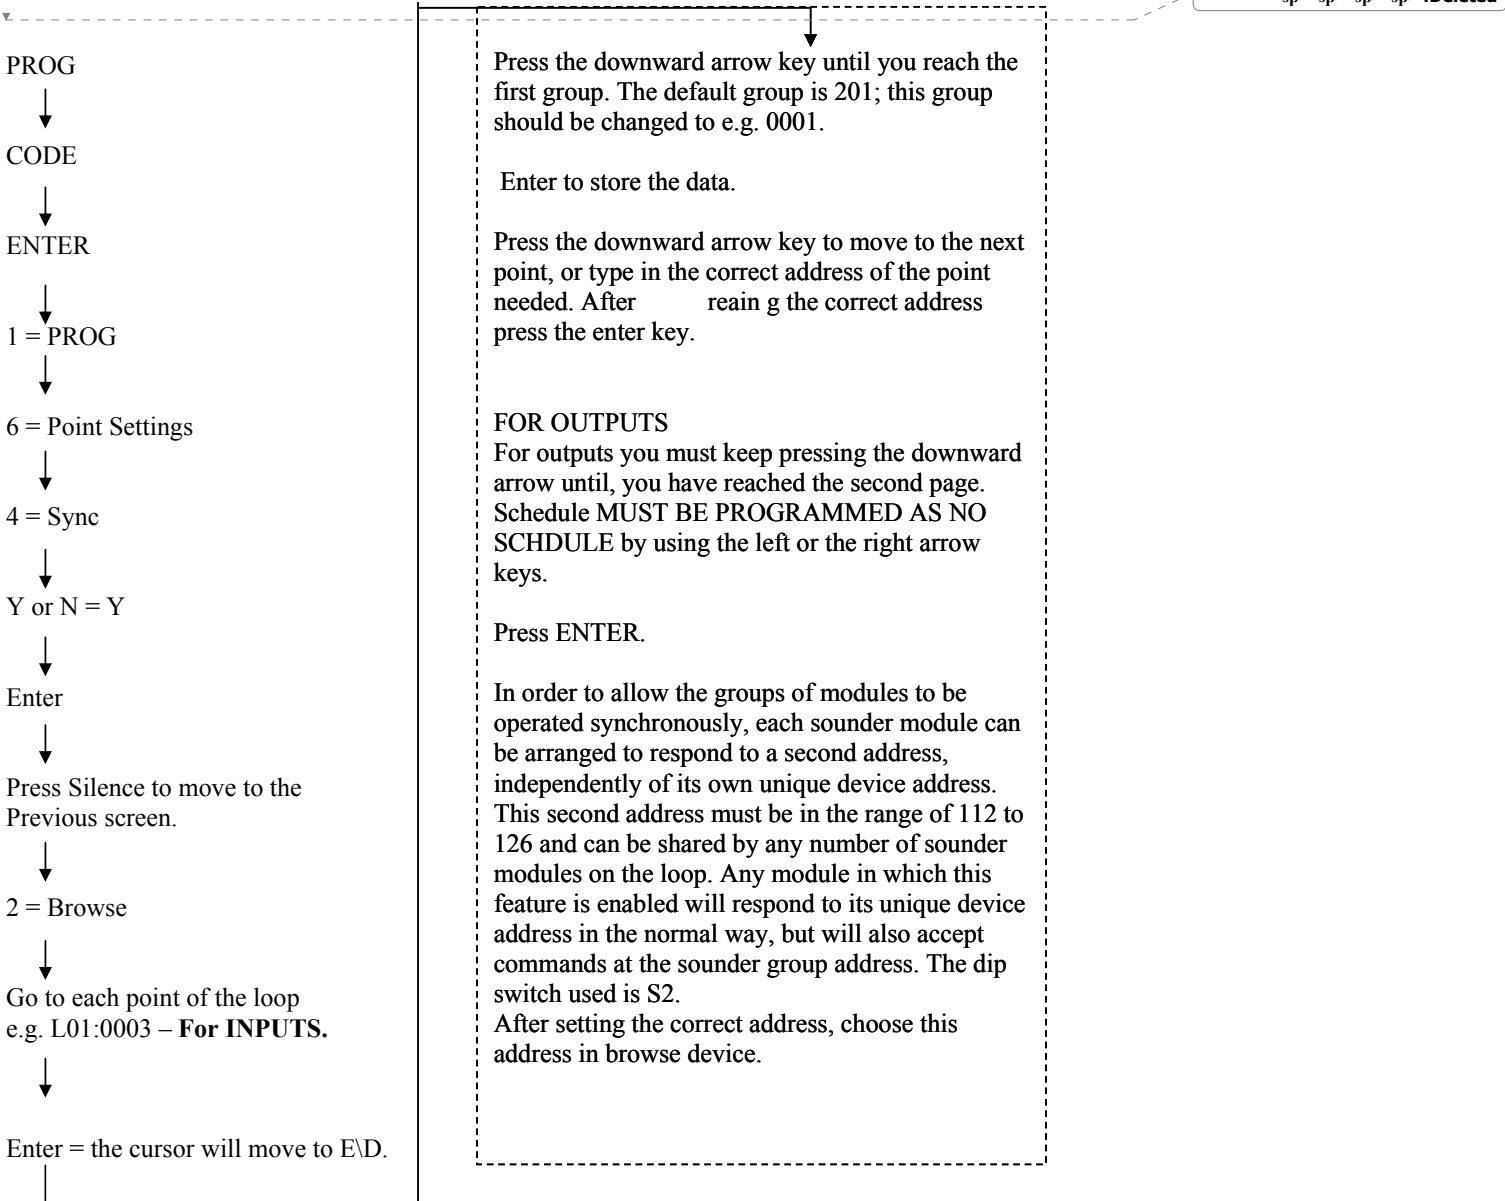 PROG
CODE
ENTER
1 = PROG
6 = Point Settings
4 = Sync
Y or N = Y
Enter
Press Silence to move to the
Previous screen.
2 = Browse
Go to each point of the loop
e.g. L01:0003 – For INPUTS.
Enter = the cursor will move to E\D.
Press the downward arrow key until you reach the
first group. The default group is 201; this group
should be changed to e.g. 0001.
Enter to store the data.
Press the downward arrow key to move to the next
point, or type in the correct address of the point
needed. After reain g the correct address
press the enter key.
FOR OUTPUTS
For outputs you must keep pressing the downward
arrow until, you have reached the second page.
Schedule MUST BE PROGRAMMED AS NO
SCHDULE by using the left or the right arrow
keys.
Press ENTER.
In order to allow the groups of modules to be
operated synchronously, each sounder module can
be arranged to respond to a second address,
independently of its own unique device address.
This second address must be in the range of 112 to
126 and can be shared by any number of sounder
modules on the loop. Any module in which this
feature is enabled will respond to its unique device
address in the normal way, but will also accept
commands at the sounder group address. The dip
switch used is S2.
After setting the correct address, choose this
address in browse device.